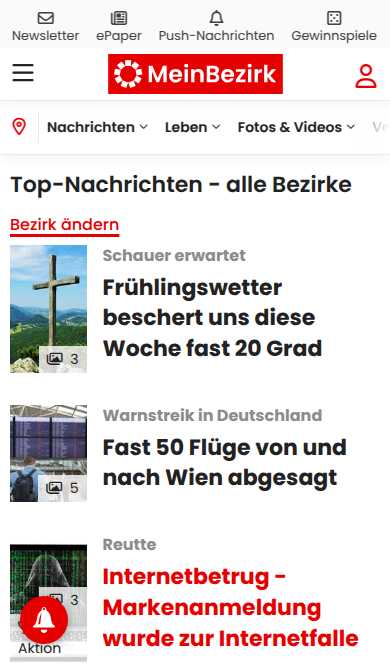 Newsletter ePaper Push-Nachrichten Gewinnspiele
MeinBezirk
Nachrichten Leben Fotos & Videos
Top-Nachrichten - alle Bezirke
Bezirk ändern
Schauer erwartet
Frühlingswetter
beschert uns diese
Woche fast 20 Grad
3
Warnstreik in Deutschland
Fast 50 Flüge von und
nach Wien abgesagt
5
Reutte
Internetbetrug -
Markenanmeldung
wurde zur Internetfalle
3
Aktion